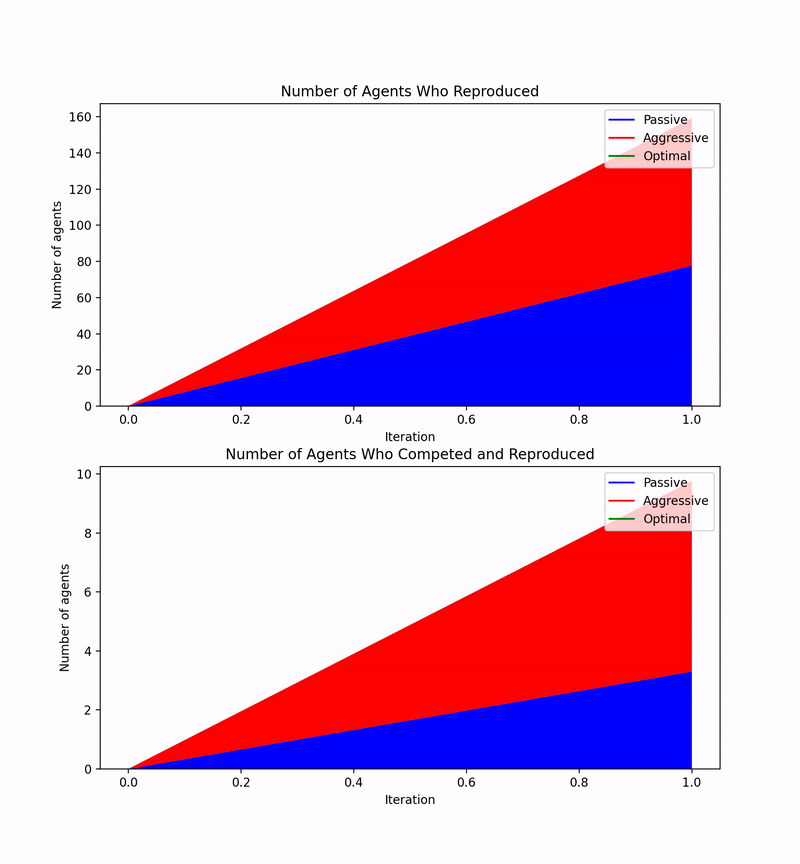 Number of Agents Who Reproduced
Passive
Aggressive
Optimal
160
140
120
100
80
60
40
20
0
Number of agents
0.0 0.2 0.4 0.6 0.8 1.0
Iteration
Number of Agents Who Competed and Reproduced
Passive
Aggressive
Optimal
10
8
6
4
2
0
Number of agents
0.0 0.2 0.4 0.6 0.8 1.0
Iteration